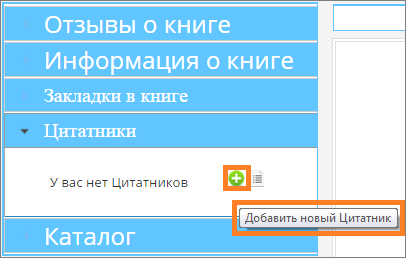 Отзывы о книге
Информация о книге
Закладки в книге
Цитатники
У вас нет Цитатников
Добавить новый Цитатник
Каталог